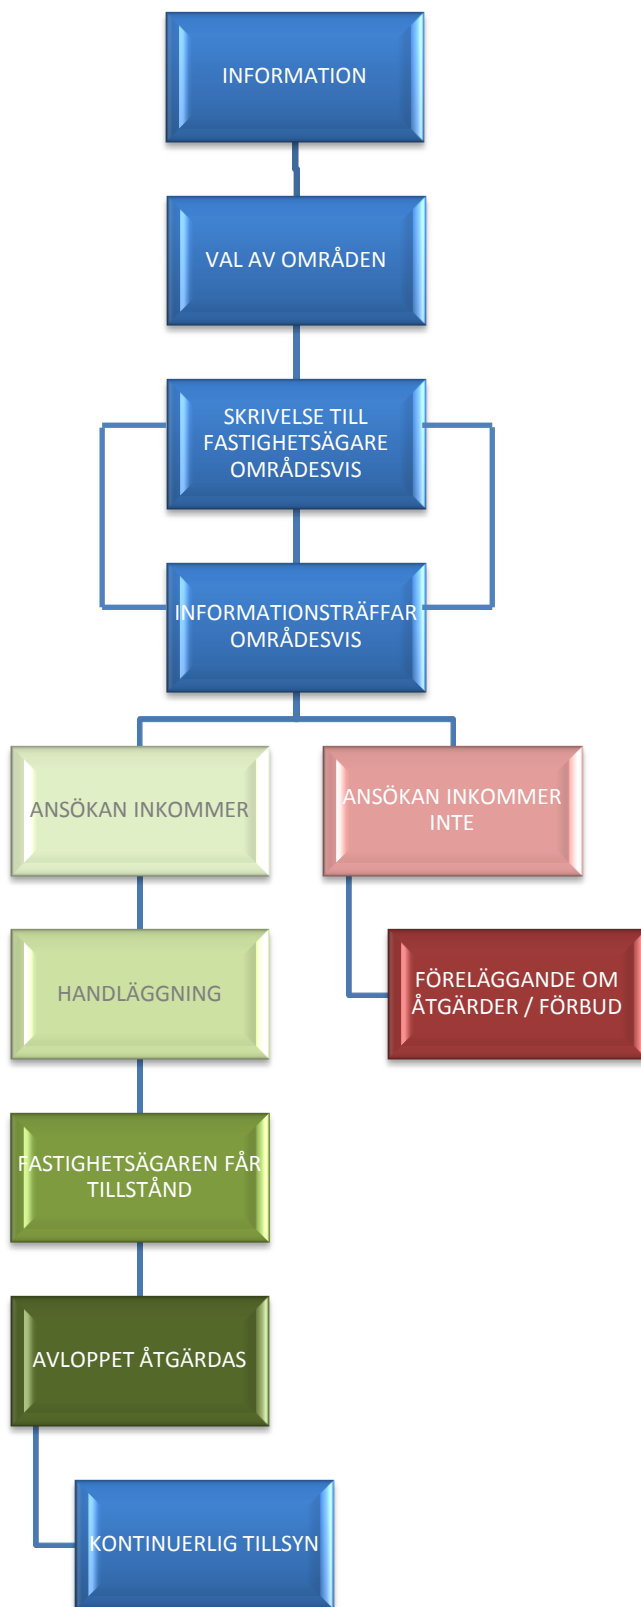 INFORMATION
VAL AV OMRÅDEN
SKRIVELSE TILL
FASTIGHETSÄGARE
OMRÅDESVIS
INFORMATIONSTRÄFFAR
OMRÅDESVIS
ANSÖKAN INKOMMER
ANSÖKAN INKOMMER
INTE
HANDLÄGGNING
FÖRELÄGGANDE OM
ÅTGÄRDER / FÖRBUD
FASTIGHETSÄGAREN FÅR
TILLSTÅND
AVLOPPET ÅTGÄRDAS
KONTINUERLIG TILLSYN